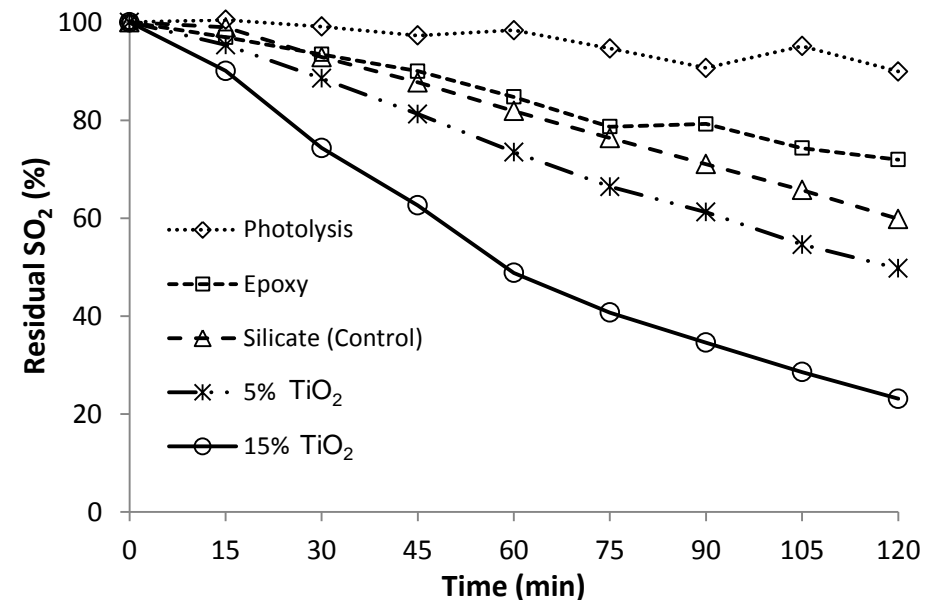 Residual SO₂ (%)
100
80
60
40
20
0
Photolysis
Epoxy
Silicate (Control)
5% TiO₂
15% TiO₂
0 15 30 45 60 75 90 105 120
Time (min)